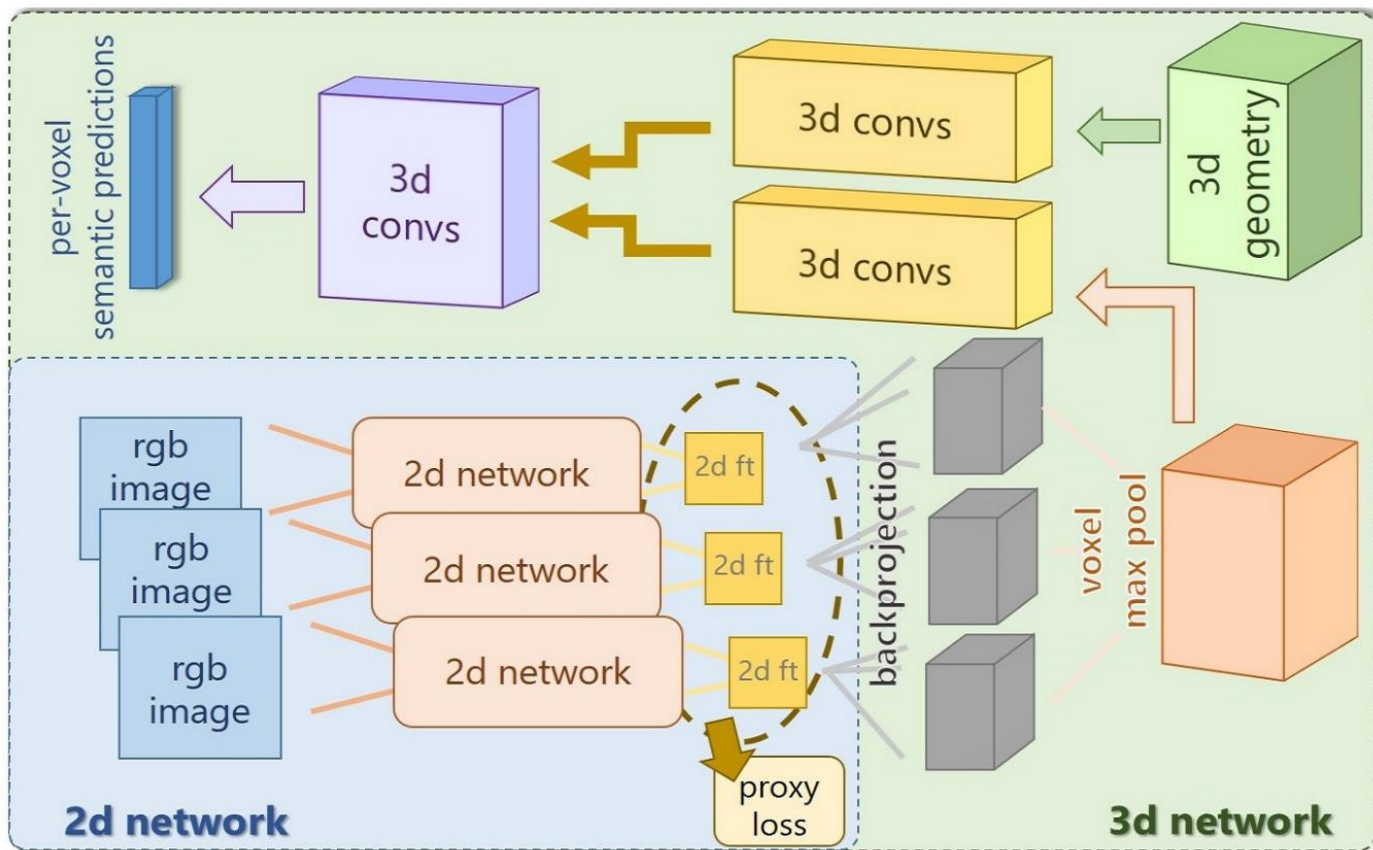 per-voxel
semantic predictions
3d
convs
3d convs
3d convs
3d
geometry
rgb
image
rgb
image
rgb
image
2d network
2d network
2d network
2d ft
2d ft
2d ft
backprojection
voxel
max pool
proxy
loss
2d network
3d network